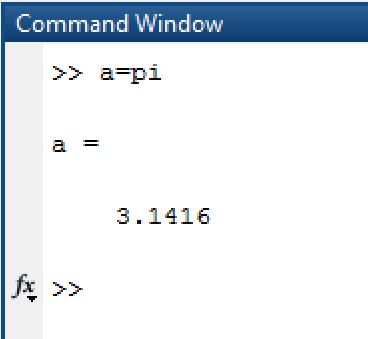 Command Window
>> a=pi
a =
3.1416
fx >>